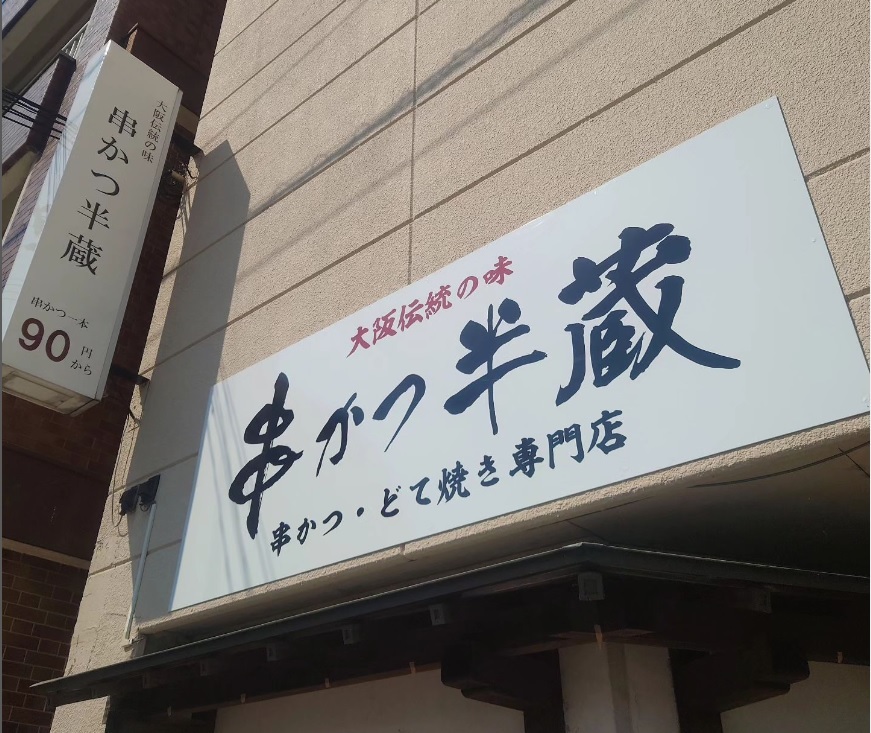 大阪伝統の味
串かつ半蔵
串かつ一本
90円から
大阪伝統の味
串かつ半蔵
串かつ・どて焼き専門店